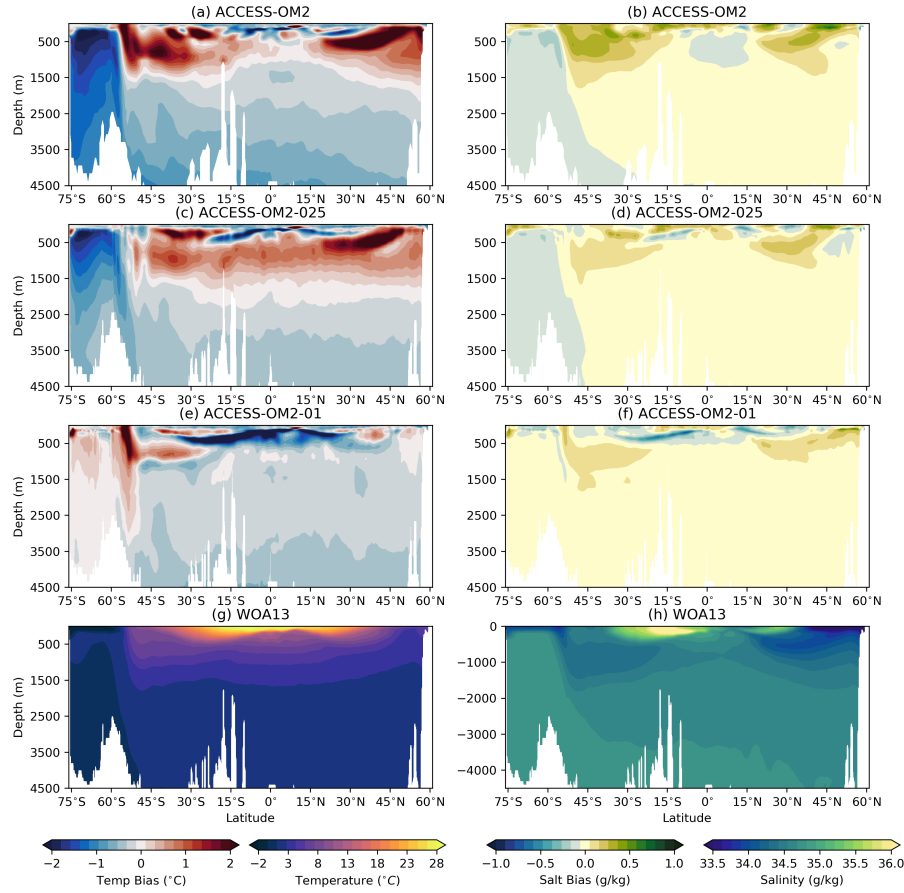 (a) ACCESS-OM2
(b) ACCESS-OM2
Depth (m)
500
1500
2500
3500
4500
75°S 60°S 45°S 30°S 15°S 0° 15°N 30°N 45°N 60°N
75°S 60°S 45°S 30°S 15°S 0° 15°N 30°N 45°N 60°N
(c) ACCESS-OM2-025
(d) ACCESS-OM2-025
Depth (m)
500
1500
2500
3500
4500
75°S 60°S 45°S 30°S 15°S 0° 15°N 30°N 45°N 60°N
75°S 60°S 45°S 30°S 15°S 0° 15°N 30°N 45°N 60°N
(e) ACCESS-OM2-01
(f) ACCESS-OM2-01
Depth (m)
500
1500
2500
3500
4500
75°S 60°S 45°S 30°S 15°S 0° 15°N 30°N 45°N 60°N
75°S 60°S 45°S 30°S 15°S 0° 15°N 30°N 45°N 60°N
(g) WOA13
(h) WOA13
Depth (m)
500
1500
2500
3500
4500
0
−1000
−2000
−3000
−4000
75°S 60°S 45°S 30°S 15°S 0° 15°N 30°N 45°N 60°N
75°S 60°S 45°S 30°S 15°S 0° 15°N 30°N 45°N 60°N
Latitude
Latitude
−2 −1 0 1 2
Temp Bias (°C)
−2 3 8 13 18 23 28
Temperature (°C)
−1.0 −0.5 0.0 0.5 1.0
Salt Bias (g/kg)
33.5 34.0 34.5 35.0 35.5 36.0
Salinity (g/kg)